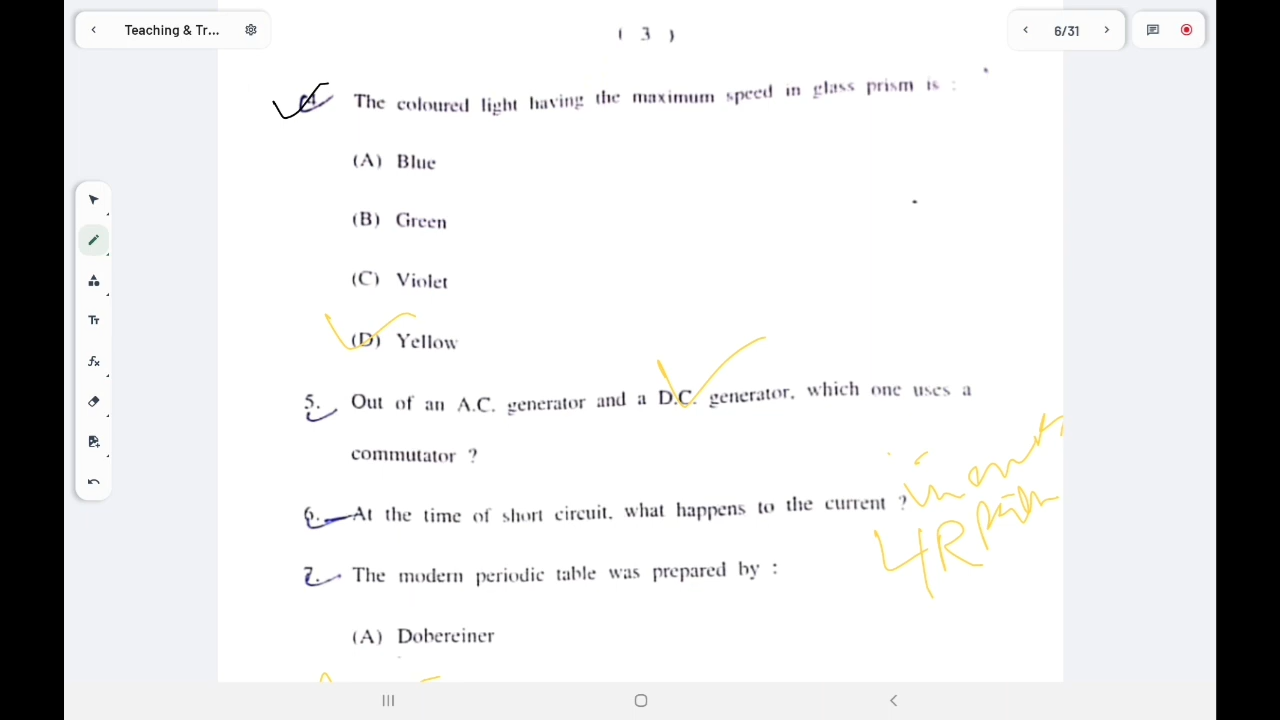 Teaching & Tr...
6/31
( 3 )
4. The coloured light having the maximum speed in glass prism is :
(A) Blue
(B) Green
(C) Violet
(D) Yellow
5. Out of an A.C. generator and a D.C. generator, which one uses a
commutator ?
6. At the time of short circuit, what happens to the current ?
7. The modern periodic table was prepared by :
(A) Dobereiner
Tт
fx